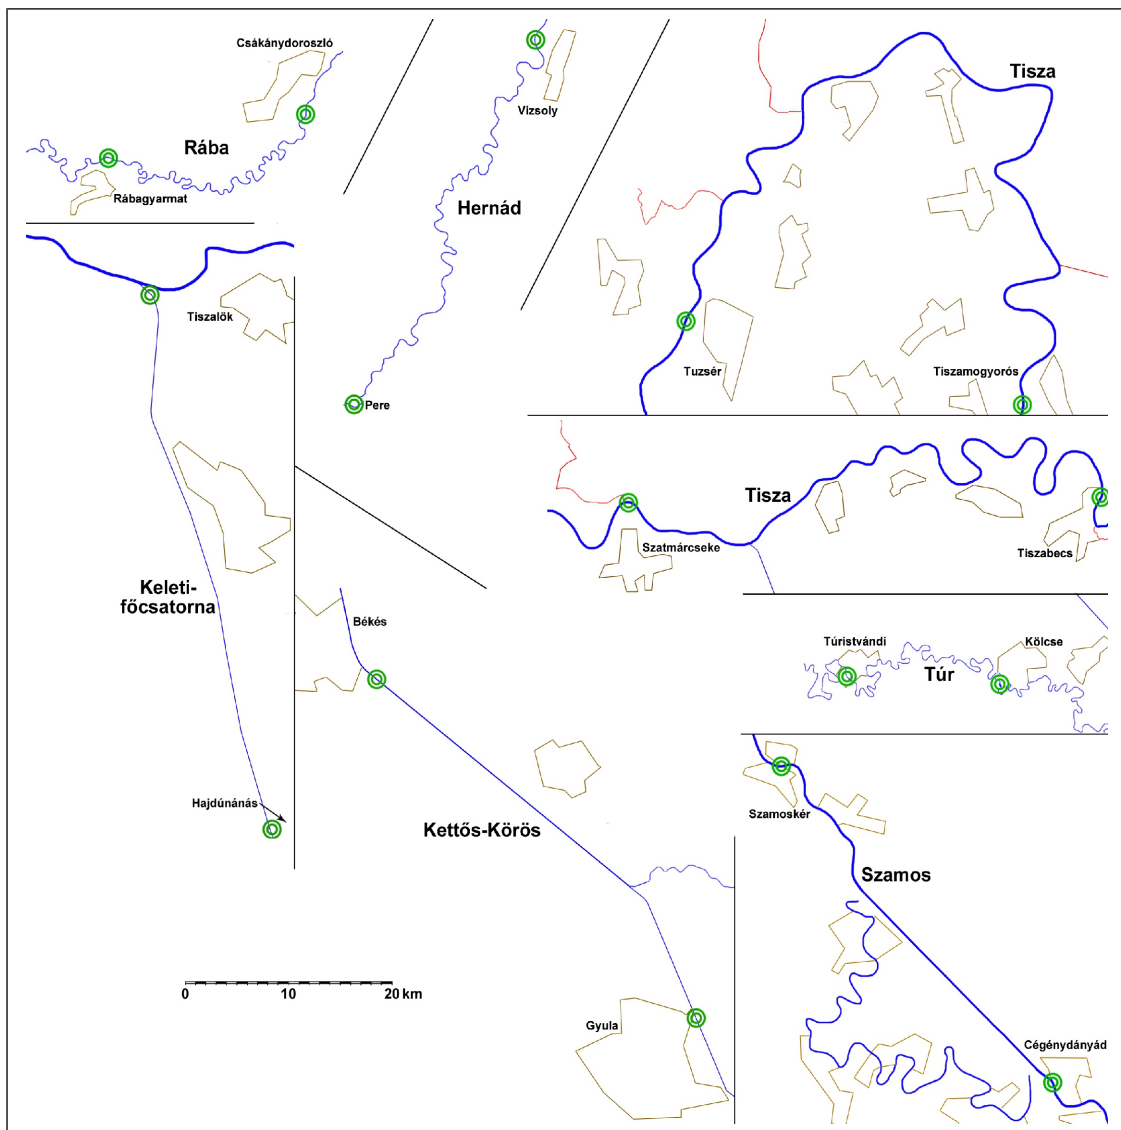 Csákánydoroszló
Rába
Rábagyarmat
Vizsoly
Hernád
Pere
Tisza
Tuzsér
Tiszamogyorós
Tiszalök
Keleti-
főcsatorna
Hajdúnánás
Tisza
Szatmárcseke
Tiszabecs
Túristvándi
Kölcse
Túr
Békés
Kettős-Körös
Gyula
Szamoskér
Szamos
Cégénydányád
0 10 20 km